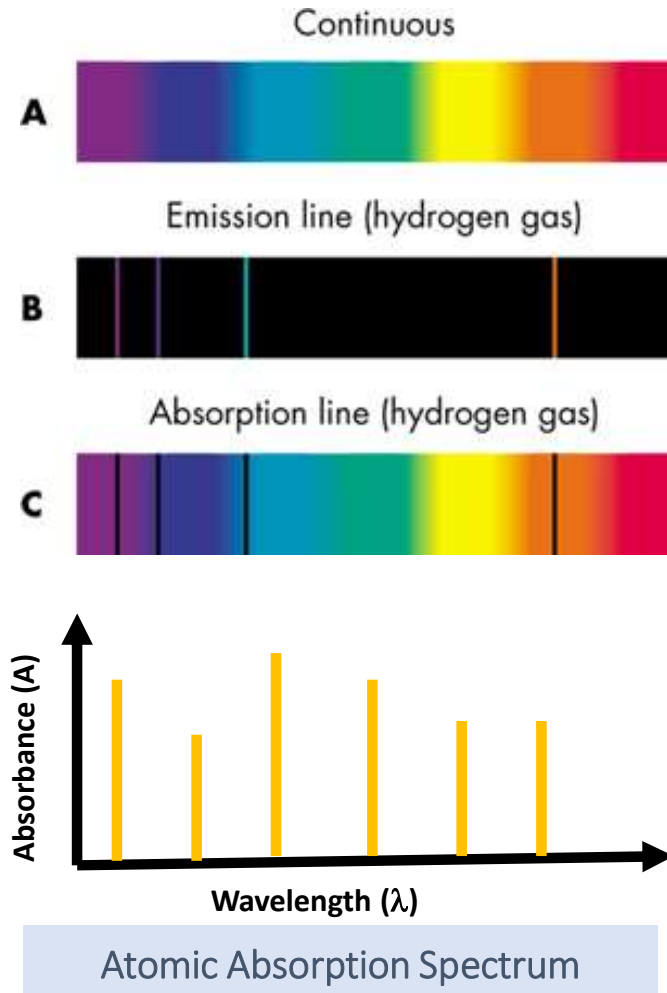 Continuous
A
Emission line (hydrogen gas)
B
Absorption line (hydrogen gas)
C
Absorbance (A)
Wavelength (λ)
Atomic Absorption Spectrum